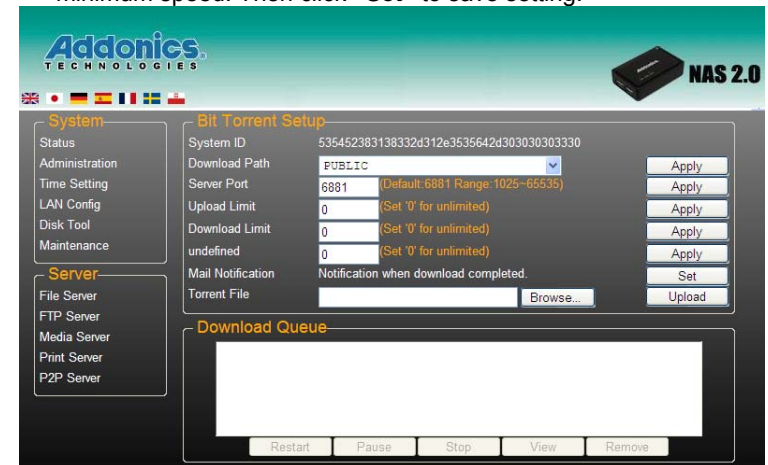 minimum speed. Then click "Set" to save setting.
Addonics
TECHNOLOGIES
NAS 2.0
System
Status
Administration
Time Setting
LAN Config
Disk Tool
Maintenance
Server
File Server
FTP Server
Media Server
Print Server
P2P Server
Bit Torrent Setup
System ID 535452383138332d312e3535642d303030303330
Download Path PUBLIC Apply
Server Port 6881 (Default:6881 Range:1025~65535) Apply
Upload Limit 0 (Set '0' for unlimited) Apply
Download Limit 0 (Set '0' for unlimited) Apply
undefined 0 (Set '0' for unlimited) Apply
Mail Notification Notification when download completed. Set
Torrent File Browse... Upload
Download Queue
Restart Pause Stop View Remove